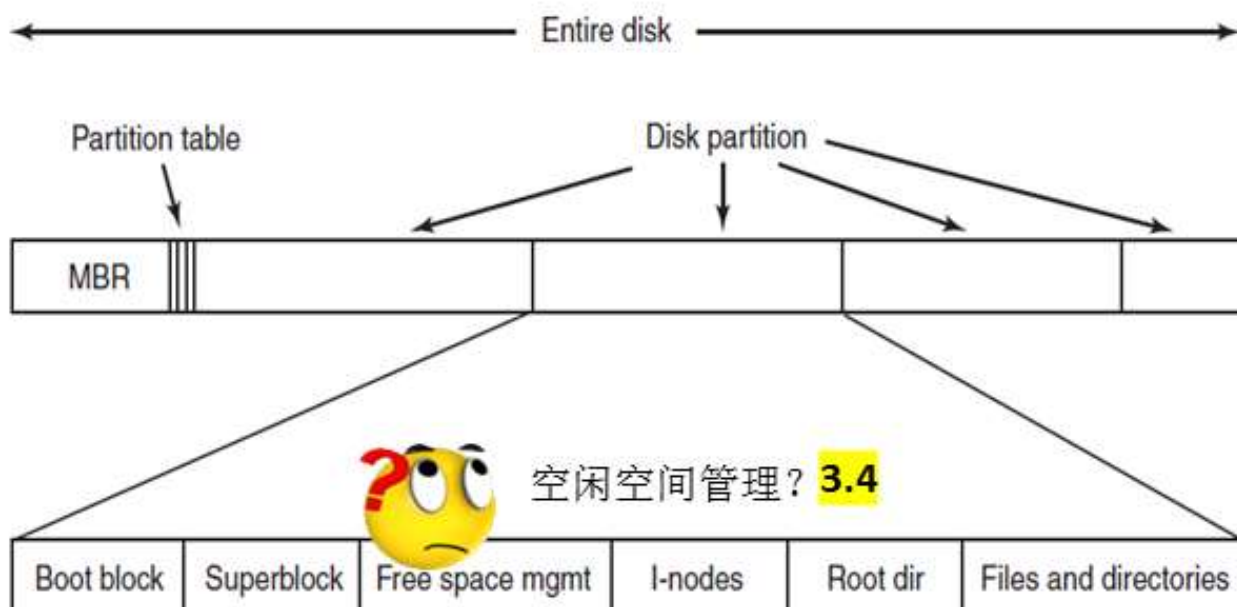 Entire disk
Partition table
Disk partition
MBR
?
空闲空间管理? 3.4
Boot block
Superblock
Free space mgmt
I-nodes
Root dir
Files and directories